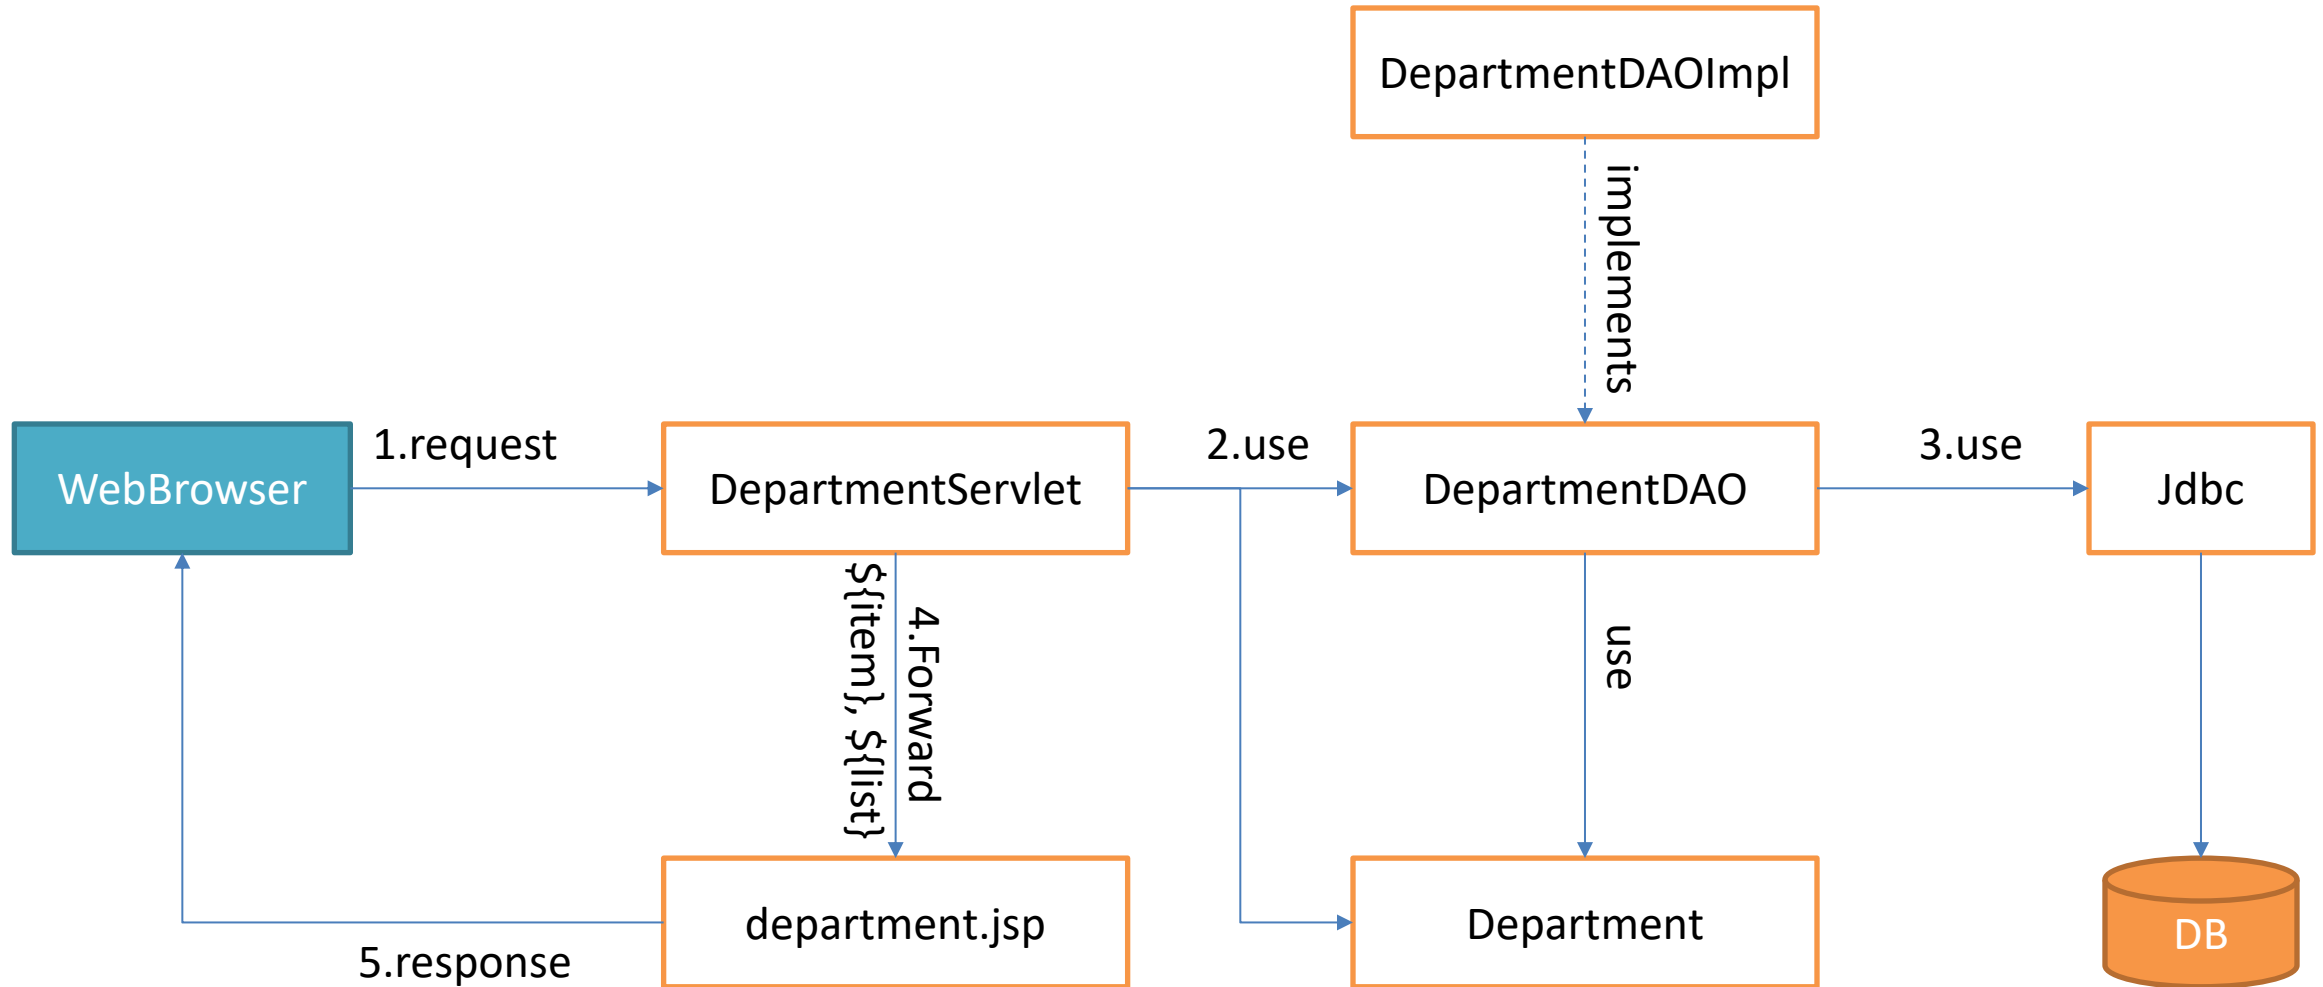 DepartmentDAOImpl
implements
WebBrowser
1.request
DepartmentServlet
2.use
DepartmentDAO
3.use
Jdbc
4.Forward
${item}, ${list}
use
department.jsp
5.response
Department
DB